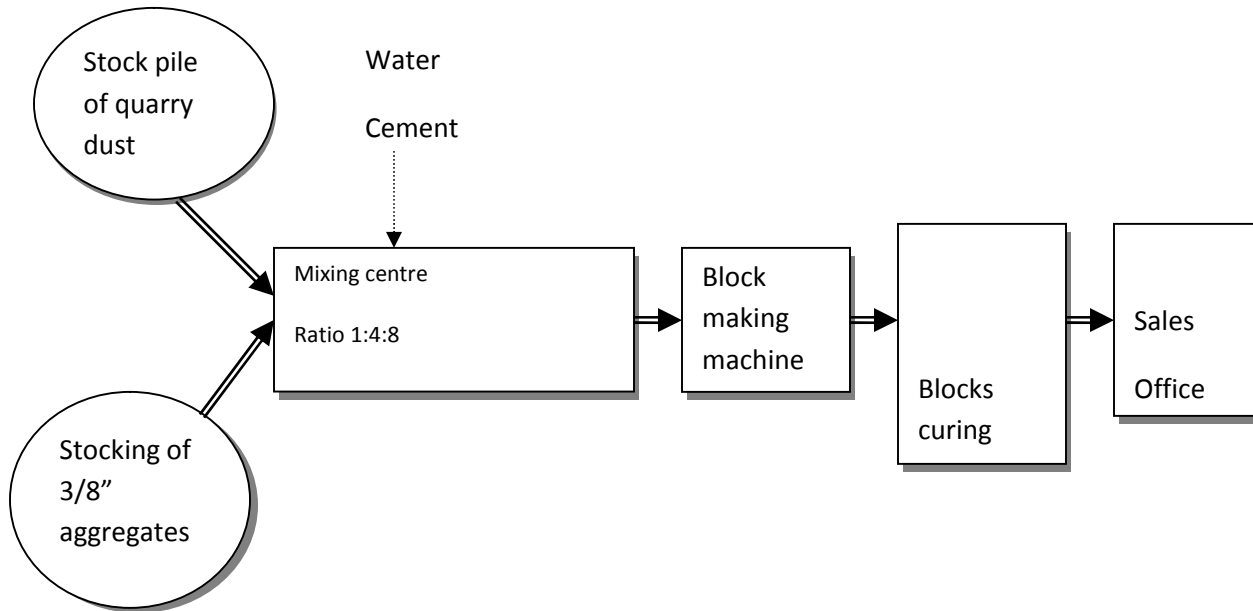 Stock pile
of quarry
dust
Water
Cement
Mixing centre
Ratio 1:4:8
Block
making
machine
Blocks
curing
Sales
Office
Stocking of
3/8”
aggregates